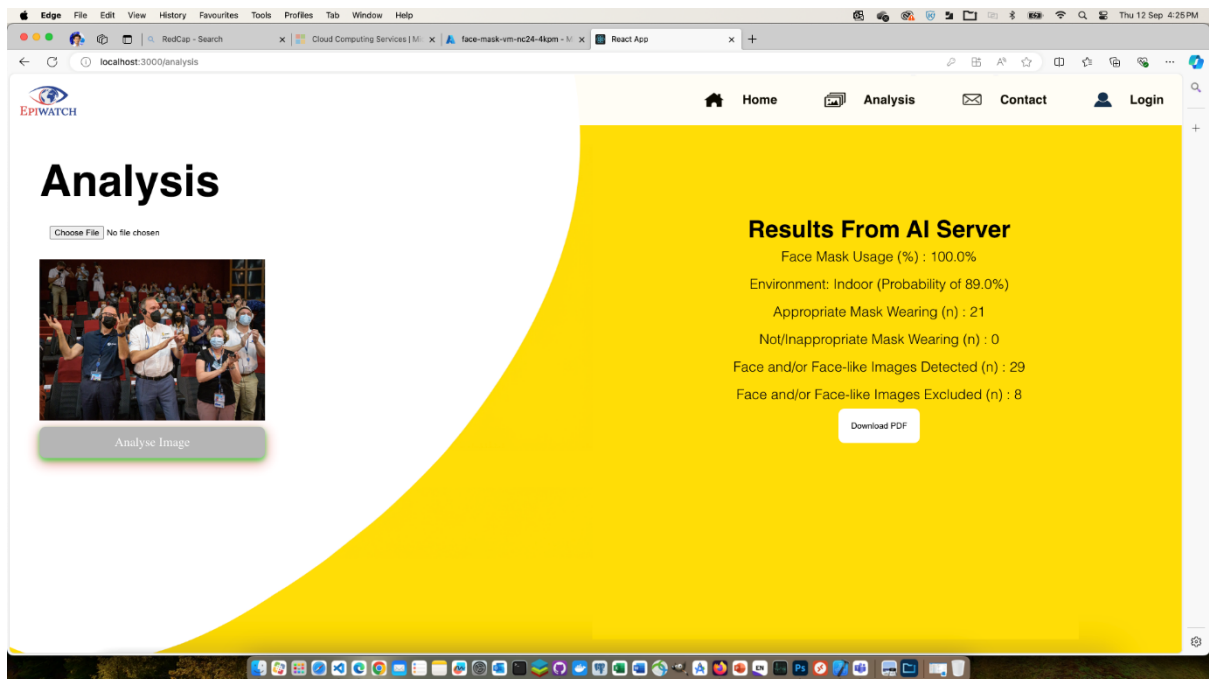 Edge File Edit View History Favourites Tools Profiles Tab Window Help Thu 12 Sep 4:25 PM
RedCap - Search
Cloud Computing Services | Mi
face-mask-vm-nc24-4kpm - M
React App
localhost:3000/analysis
EPIWATCH
Home Analysis Contact Login
Analysis
Choose File No file chosen
Analyse Image
Results From AI Server
Face Mask Usage (%) : 100.0%
Environment: Indoor (Probability of 89.0%)
Appropriate Mask Wearing (n) : 21
Not/Inappropriate Mask Wearing (n) : 0
Face and/or Face-like Images Detected (n) : 29
Face and/or Face-like Images Excluded (n) : 8
Download PDF